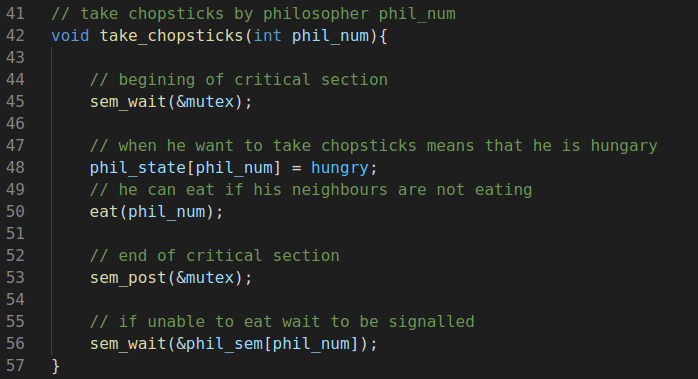 41 // take chopsticks by philosopher phil_num
42 void take_chopsticks(int phil_num){
43
44     // begining of critical section
45     sem_wait(&mutex);
46
47     // when he want to take chopsticks means that he is hungary
48     phil_state[phil_num] = hungry;
49     // he can eat if his neighbours are not eating
50     eat(phil_num);
51
52     // end of critical section
53     sem_post(&mutex);
54
55     // if unable to eat wait to be signalled
56     sem_wait(&phil_sem[phil_num]);
57 }